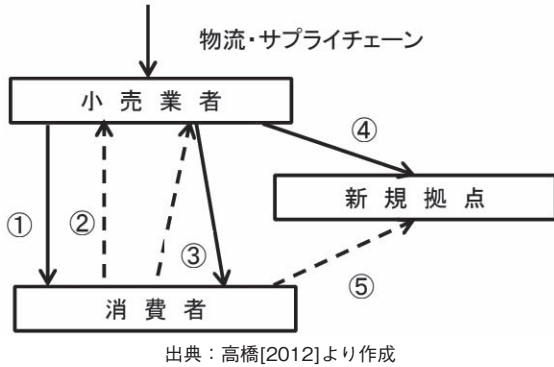 物流・サプライチェーン
小売業者
④
新規拠点
①
②
③
⑤
消費者
出典：高橋[2012]より作成